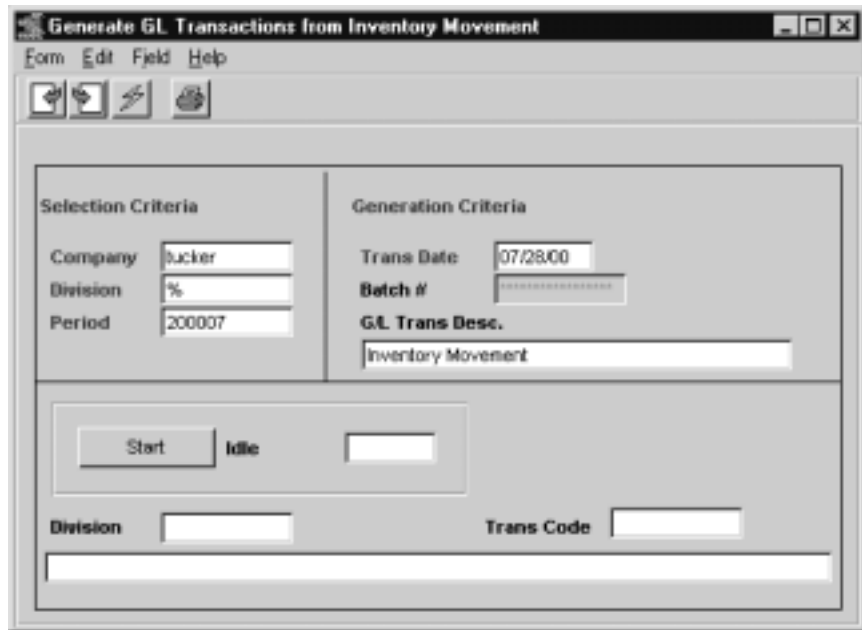 Generate GL Transactions from Inventory Movement
Form Edit Field Help
Selection Criteria
Generation Criteria
Company tucker
Trans Date 07/28/00
Division %
Batch # *****************
Period 200007
G/L Trans Desc.
Inventory Movement
Start Idle
Division
Trans Code